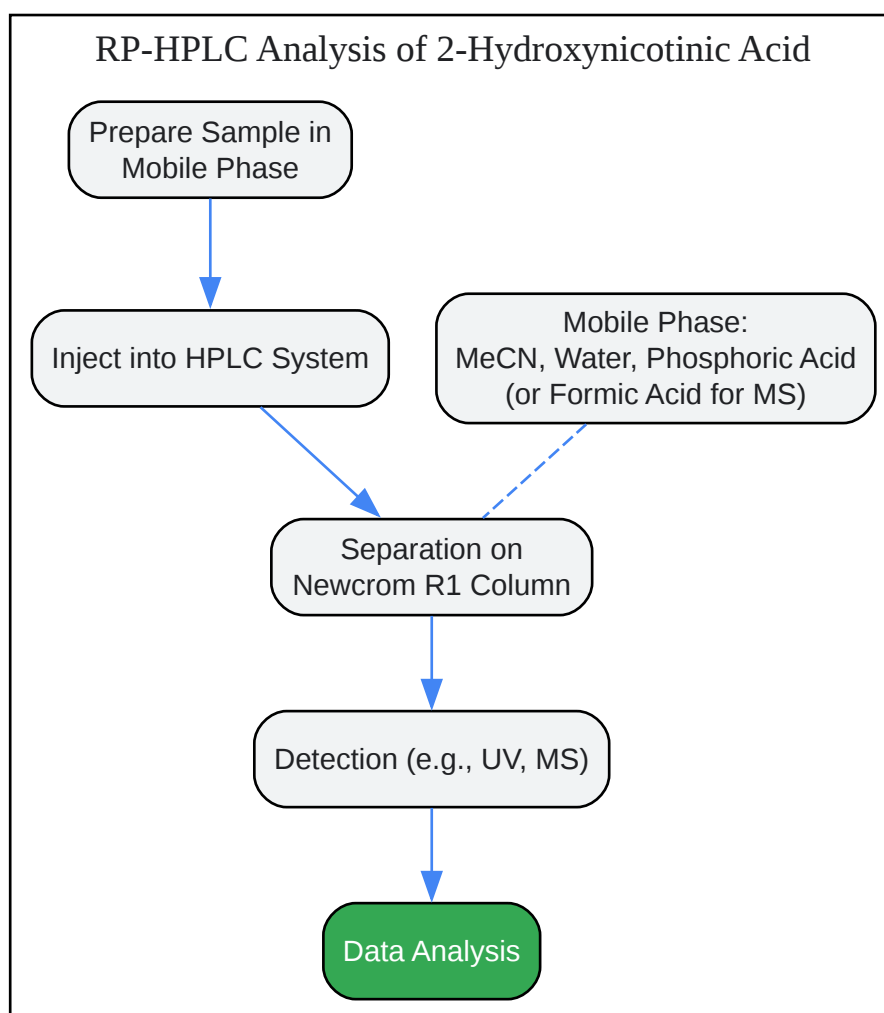 RP-HPLC Analysis of 2-Hydroxynicotinic Acid
Prepare Sample in
Mobile Phase
Inject into HPLC System
Mobile Phase:
MeCN, Water, Phosphoric Acid
(or Formic Acid for MS)
Separation on
Newcrom R1 Column
Detection (e.g., UV, MS)
Data Analysis